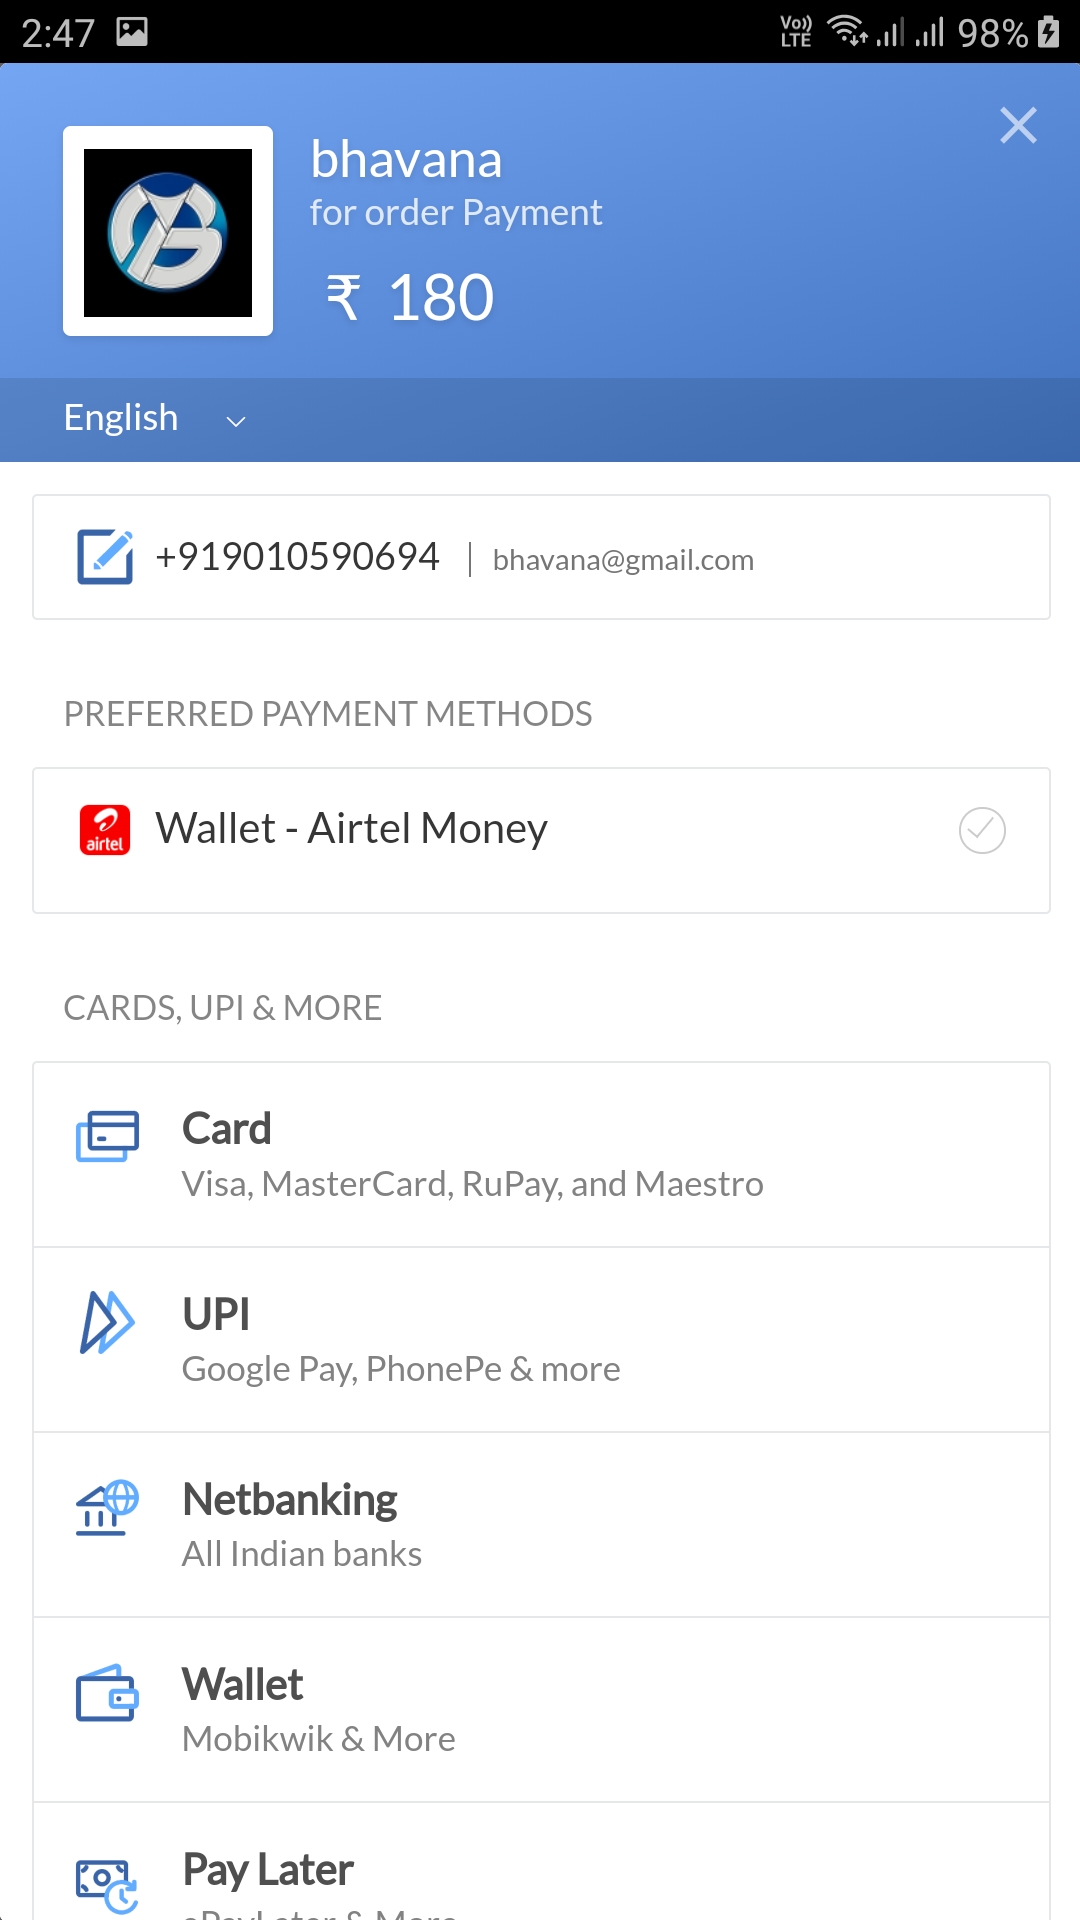 2:47
Vo)) LTE 98%
bhavana
for order Payment
₹ 180
English
+919010590694 | bhavana@gmail.com
PREFERRED PAYMENT METHODS
airtel Wallet - Airtel Money
CARDS, UPI & MORE
Card
Visa, MasterCard, RuPay, and Maestro
UPI
Google Pay, PhonePe & more
Netbanking
All Indian banks
Wallet
Mobikwik & More
Pay Later
ePayLater & More